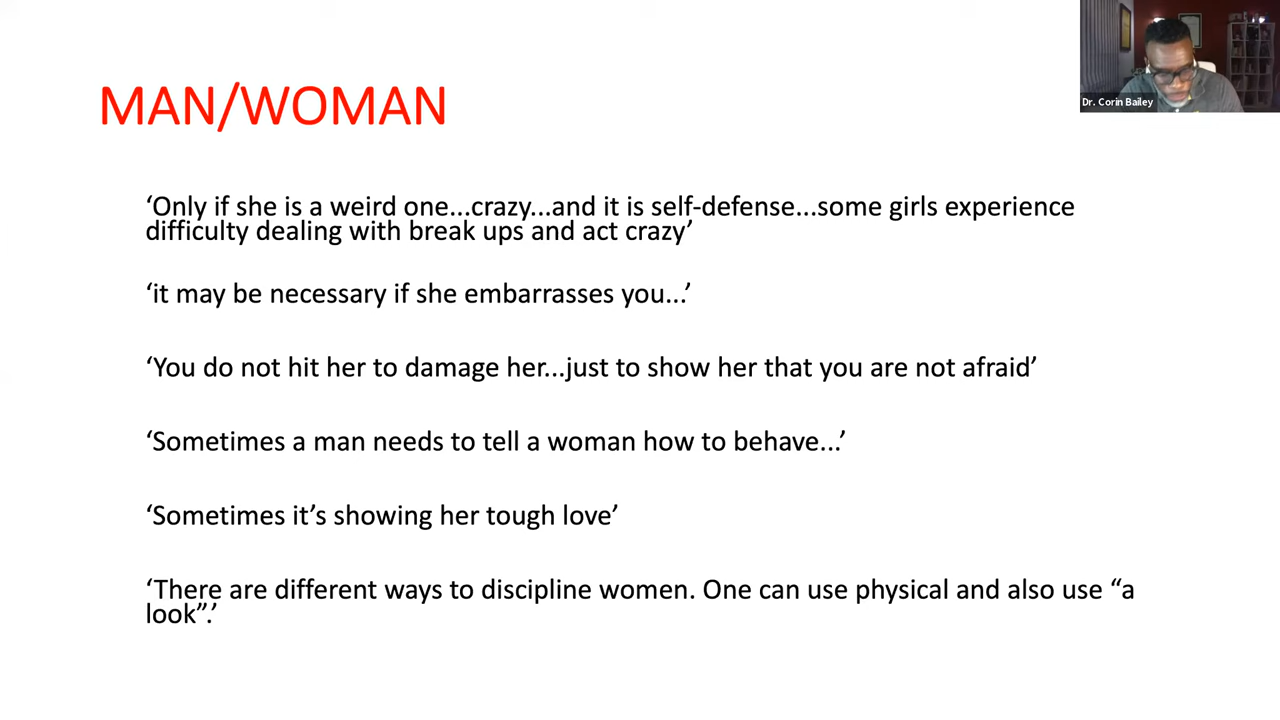 MAN/WOMAN
Dr. Corin Bailey
‘Only if she is a weird one...crazy...and it is self-defense...some girls experience
difficulty dealing with break ups and act crazy’
‘it may be necessary if she embarrasses you...’
‘You do not hit her to damage her...just to show her that you are not afraid’
‘Sometimes a man needs to tell a woman how to behave...’
‘Sometimes it’s showing her tough love’
‘There are different ways to discipline women. One can use physical and also use “a
look”.’